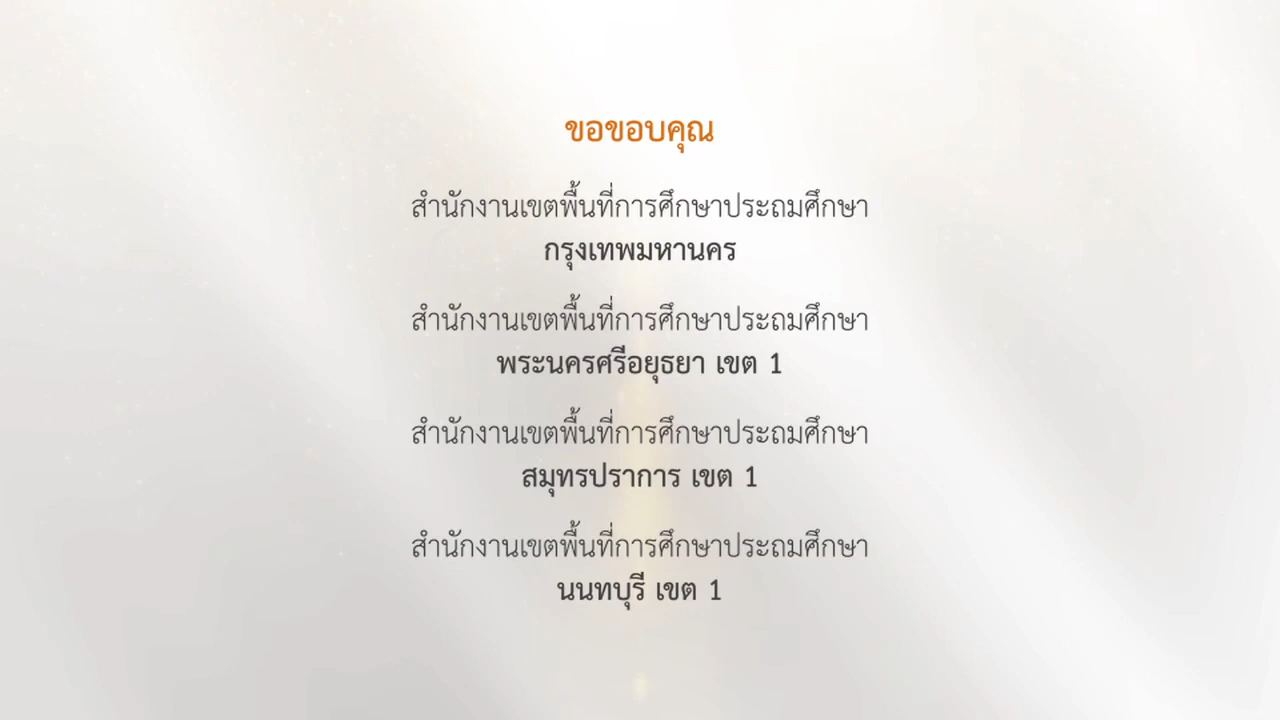 ขอขอบคุณ
สำนักงานเขตพื้นที่การศึกษาประถมศึกษา
กรุงเทพมหานคร
สำนักงานเขตพื้นที่การศึกษาประถมศึกษา
พระนครศรีอยุธยา เขต 1
สำนักงานเขตพื้นที่การศึกษาประถมศึกษา
สมุทรปราการ เขต 1
สำนักงานเขตพื้นที่การศึกษาประถมศึกษา
นนทบุรี เขต 1